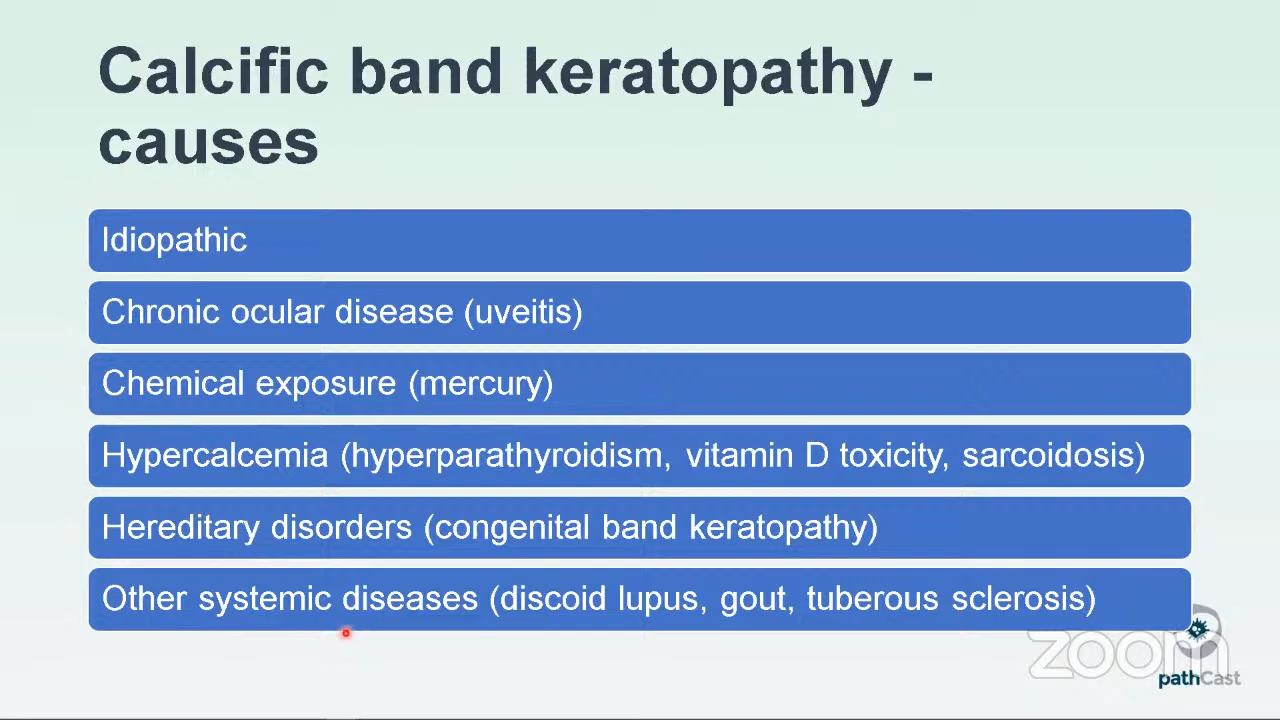 Calcific band keratopathy -
causes
Idiopathic
Chronic ocular disease (uveitis)
Chemical exposure (mercury)
Hypercalcemia (hyperparathyroidism, vitamin D toxicity, sarcoidosis)
Hereditary disorders (congenital band keratopathy)
Other systemic diseases (discoid lupus, gout, tuberous sclerosis)
zoom
pathCast